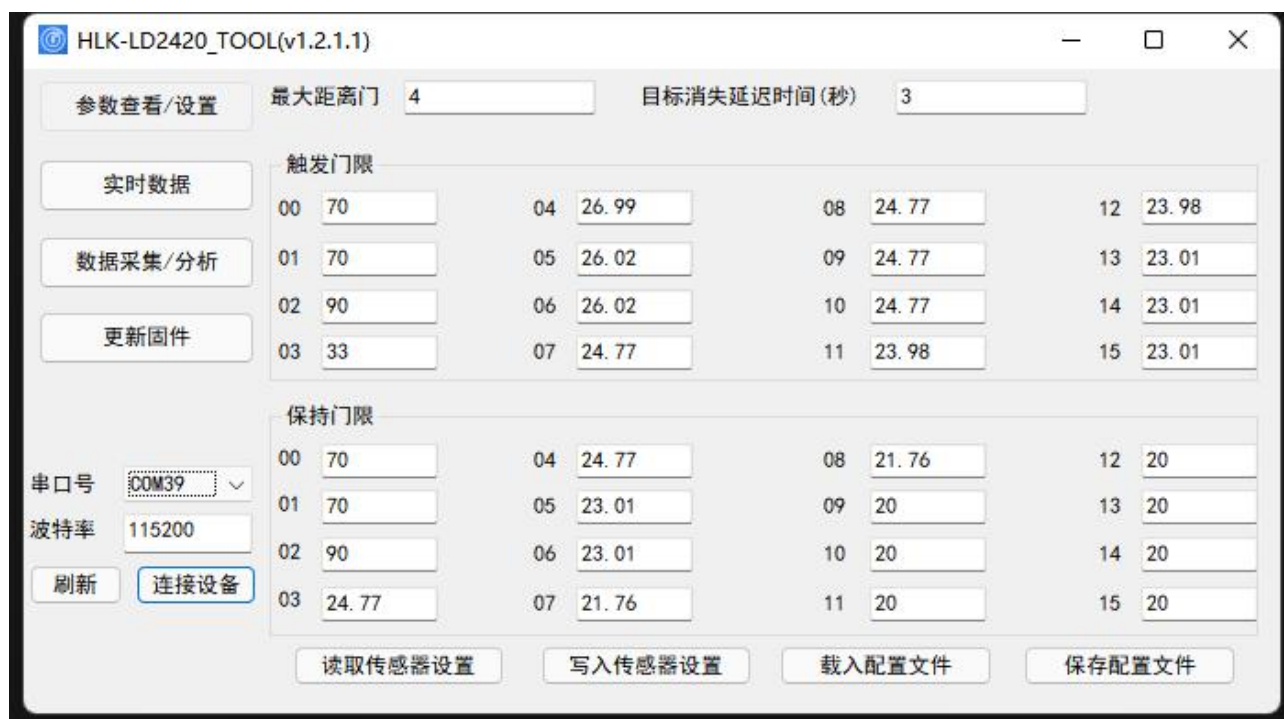 HLK-LD2420_TOOL(v1.2.1.1)
参数查看/设置
实时数据
数据采集/分析
更新固件
串口号 COM39
波特率 115200
刷新 连接设备
最大距离门 4 目标消失延迟时间(秒) 3
触发门限
00 70 04 26.99 08 24.77 12 23.98
01 70 05 26.02 09 24.77 13 23.01
02 90 06 26.02 10 24.77 14 23.01
03 33 07 24.77 11 23.98 15 23.01
保持门限
00 70 04 24.77 08 21.76 12 20
01 70 05 23.01 09 20 13 20
02 90 06 23.01 10 20 14 20
03 24.77 07 21.76 11 20 15 20
读取传感器设置 写入传感器设置 载入配置文件 保存配置文件